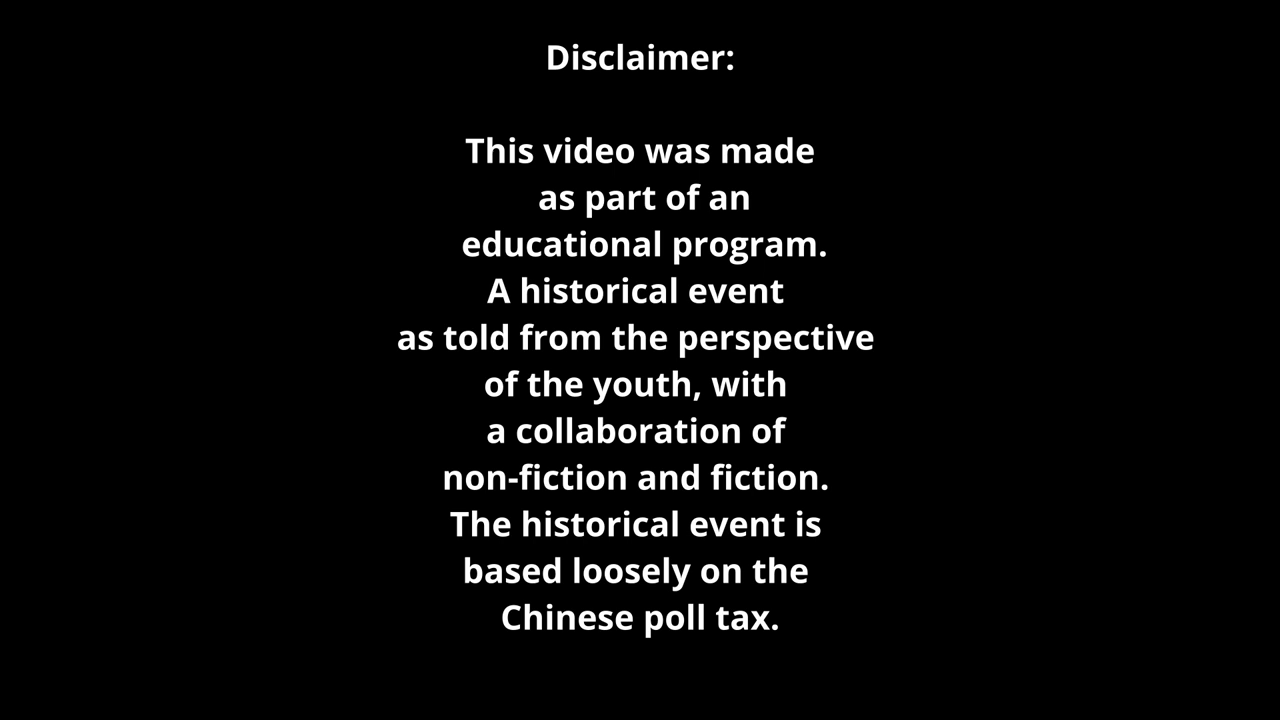 Disclaimer:
This video was made
as part of an
educational program.
A historical event
as told from the perspective
of the youth, with
a collaboration of
non-fiction and fiction.
The historical event is
based loosely on the
Chinese poll tax.